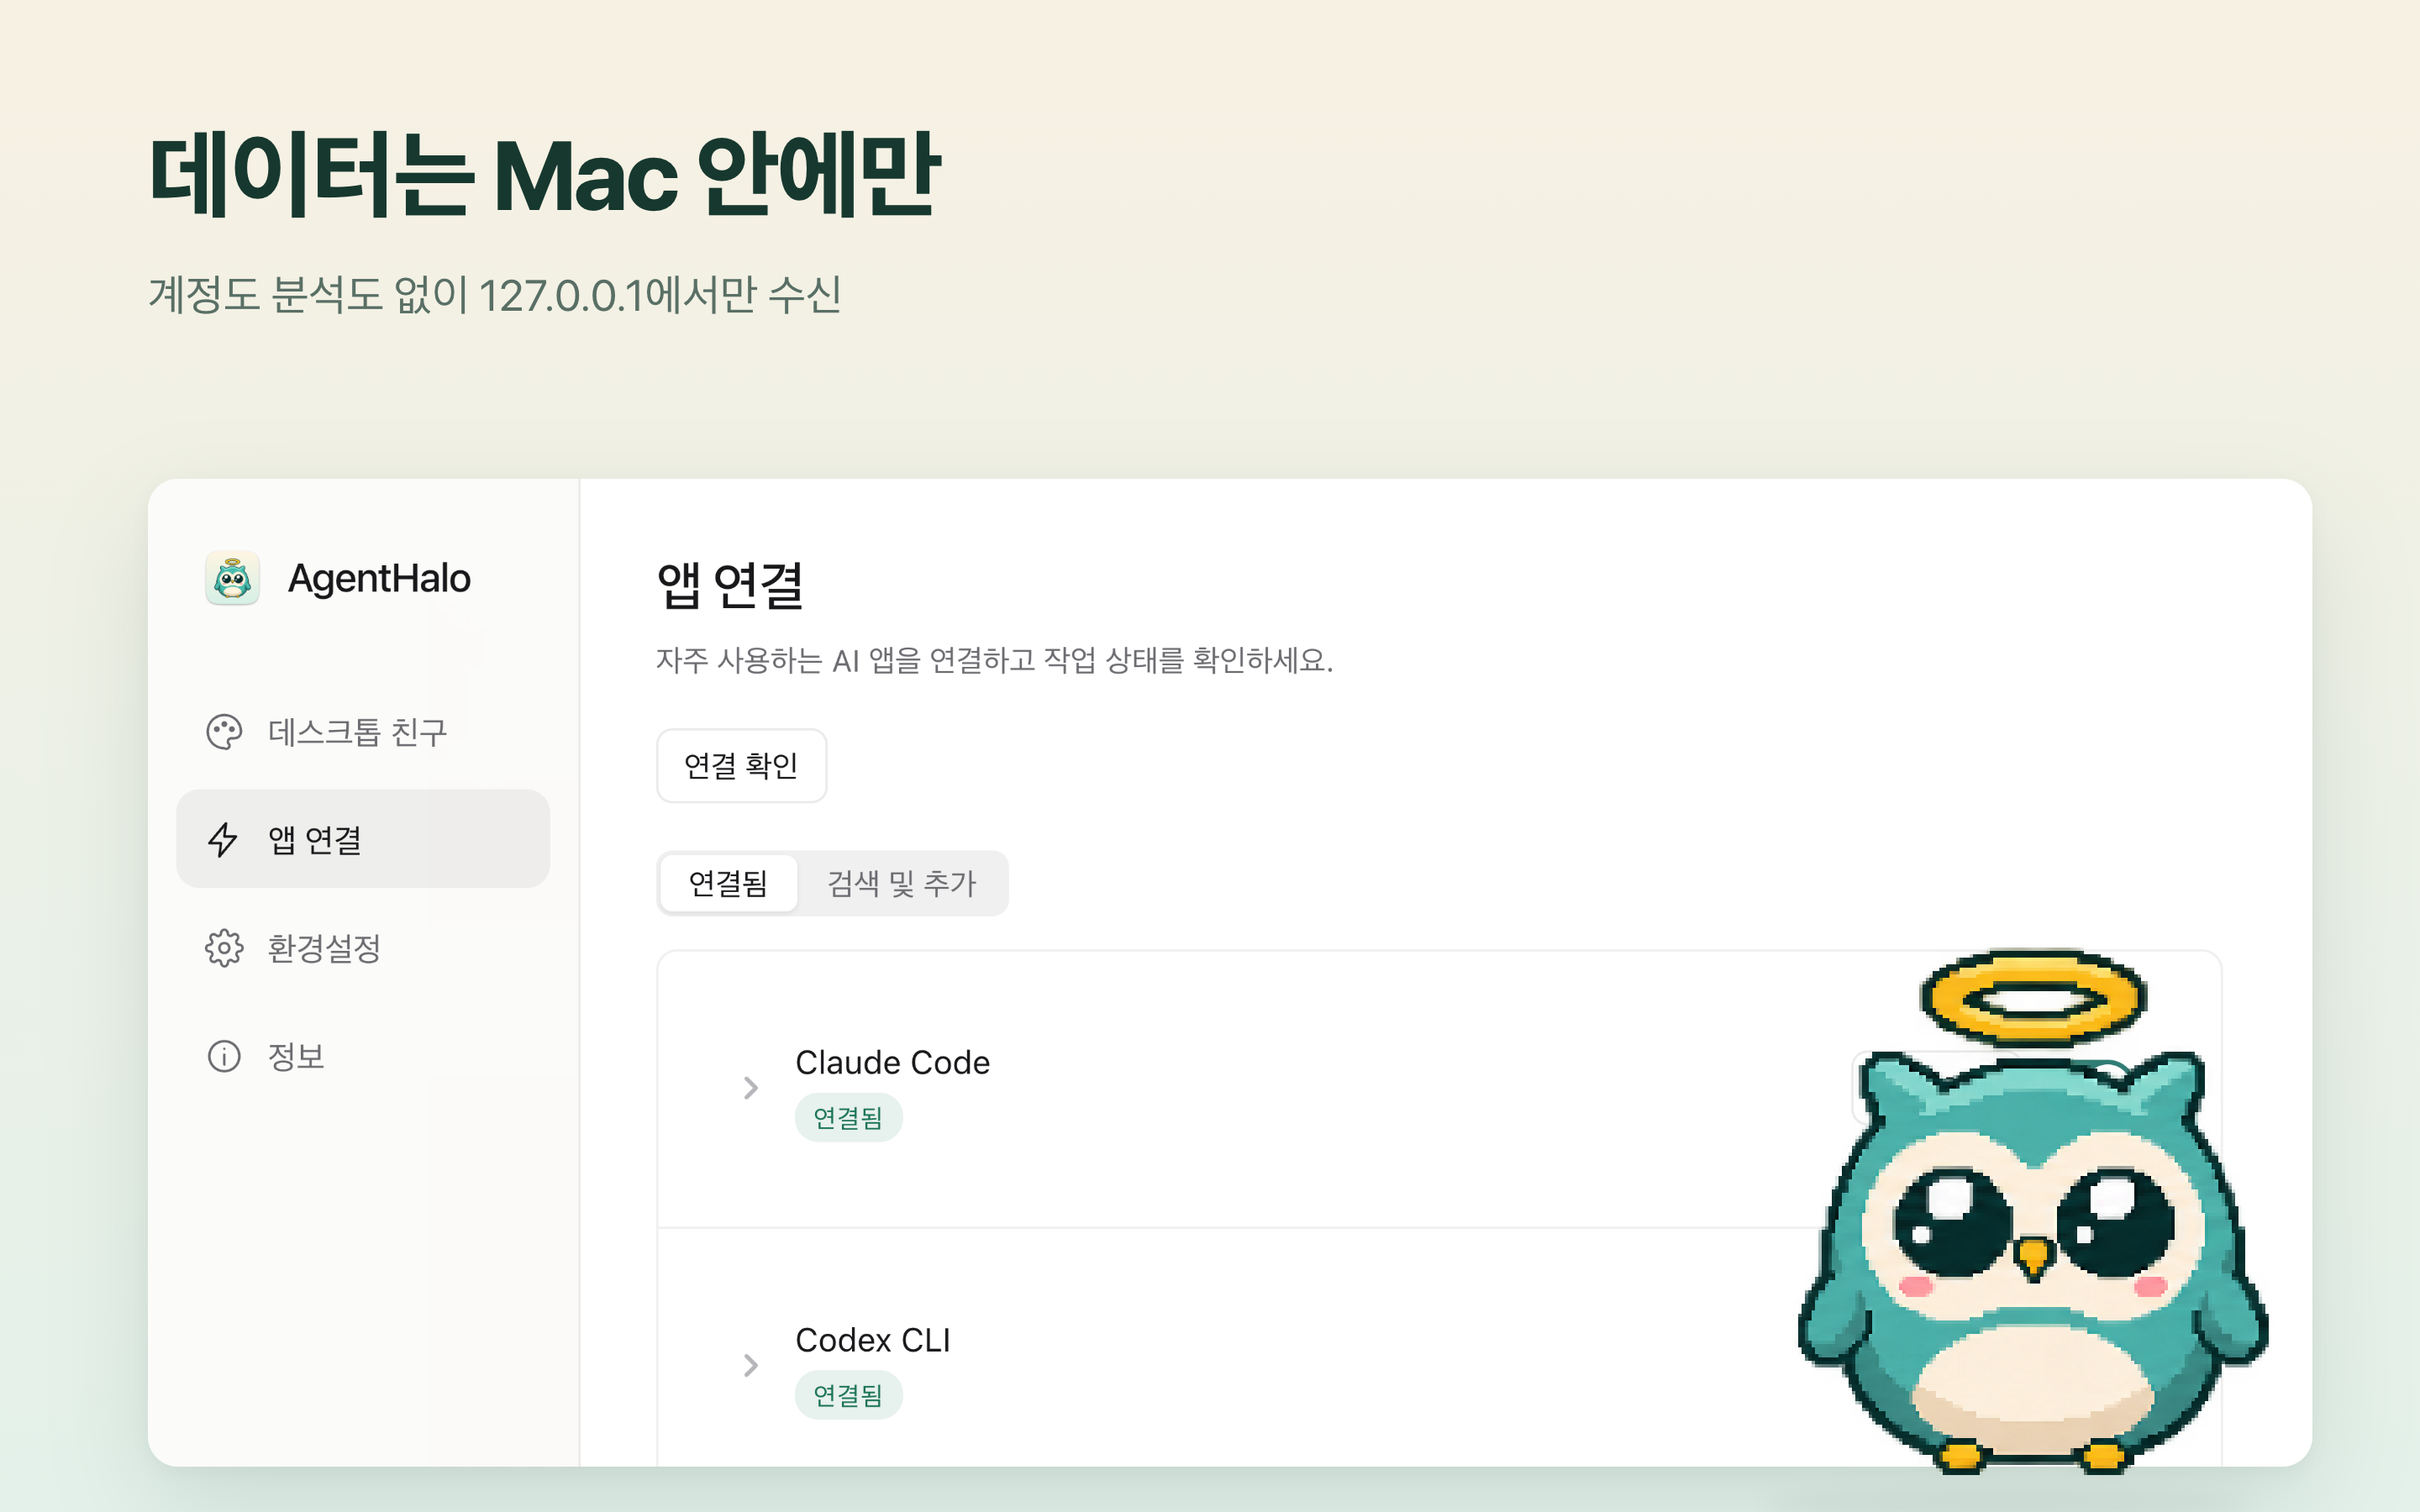 데이터는 Mac 안에만
계정도 분석도 없이 127.0.0.1에서만 수신
AgentHalo
데스크톱 친구
앱 연결
환경설정
정보
앱 연결
자주 사용하는 AI 앱을 연결하고 작업 상태를 확인하세요.
연결 확인
연결됨 검색 및 추가
Claude Code
연결됨
Codex CLI
연결됨